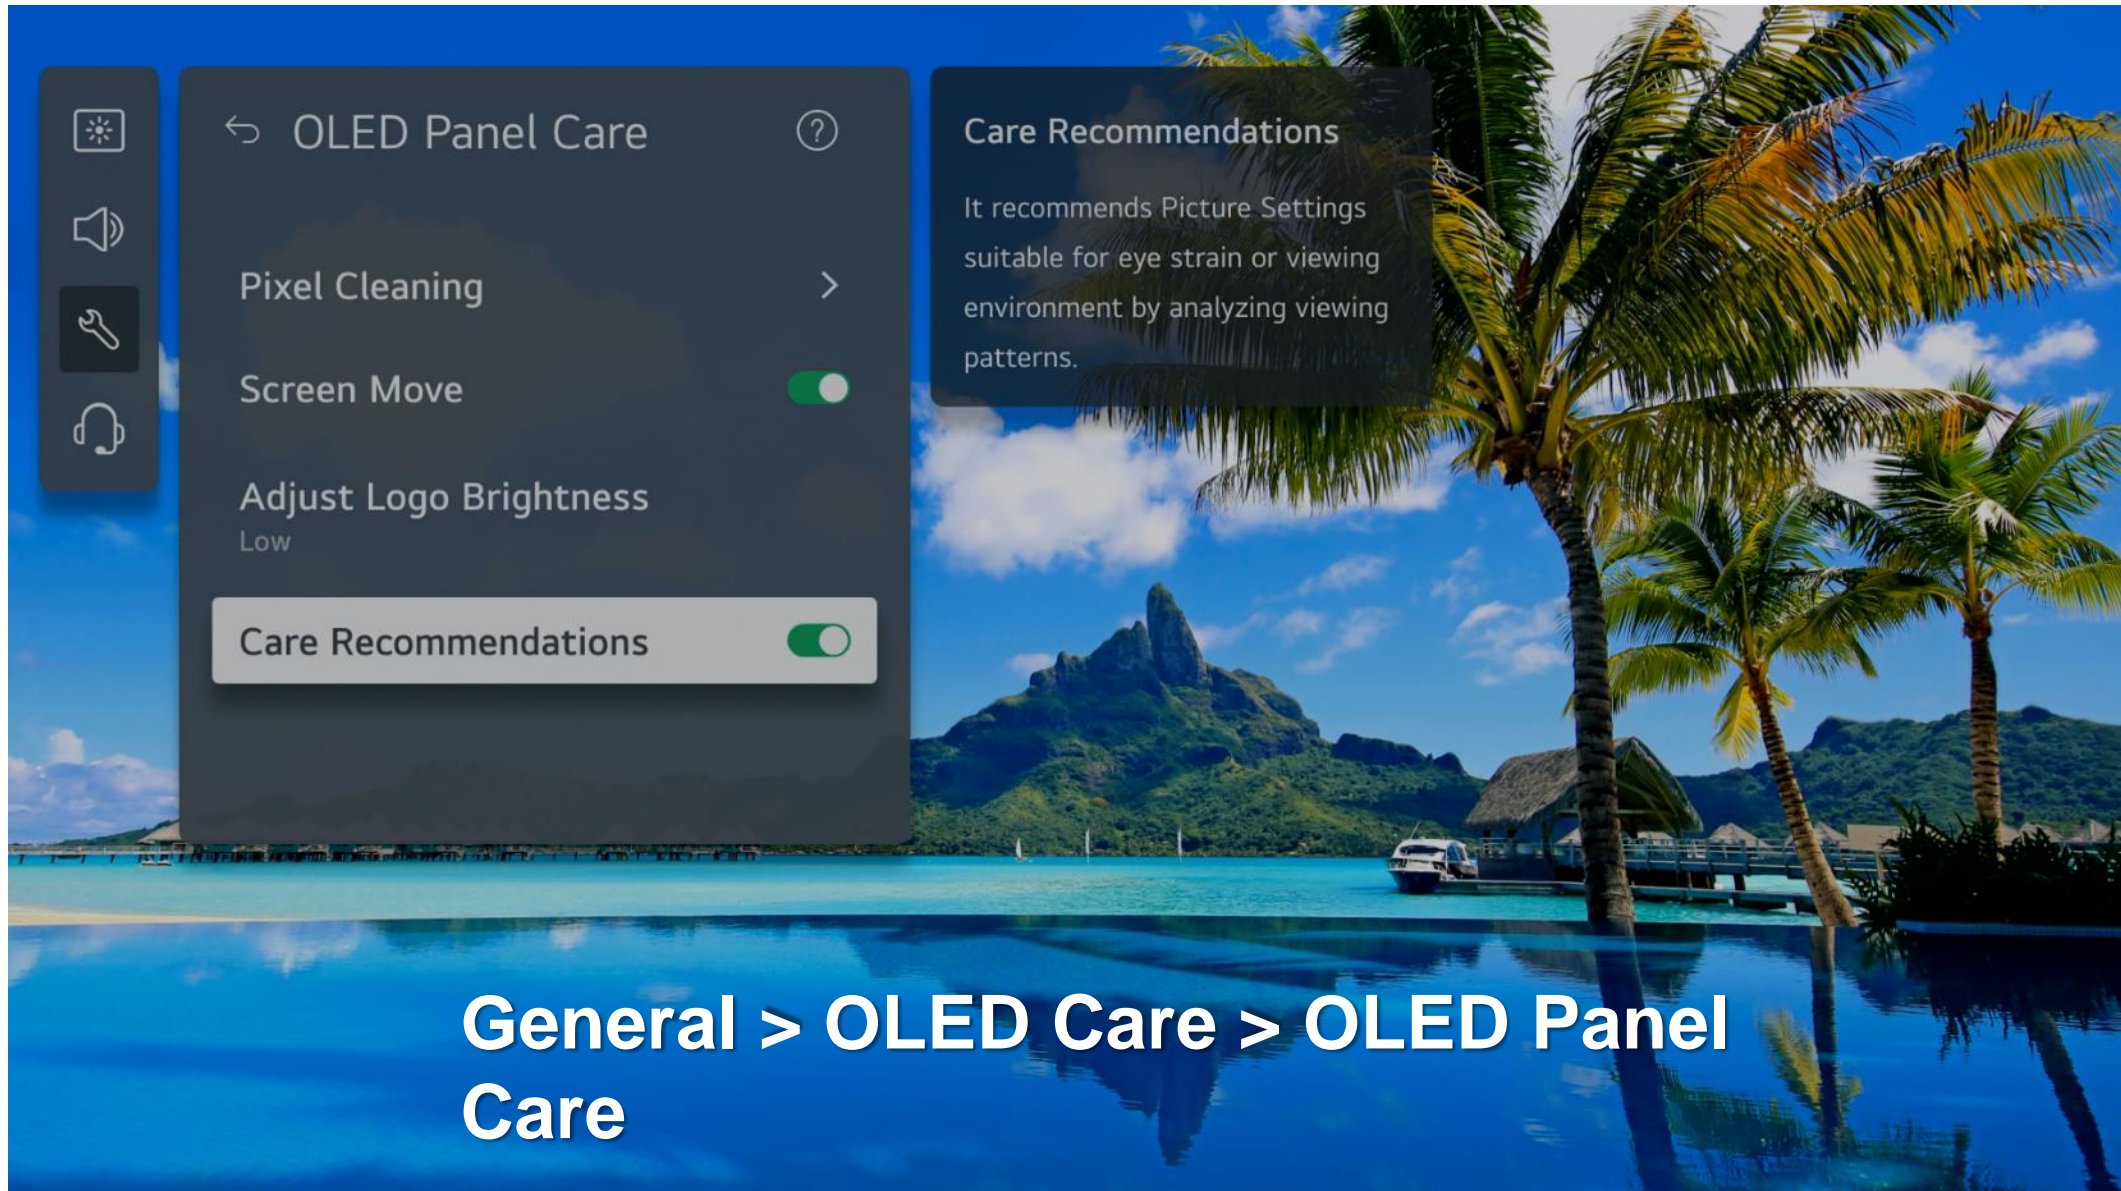 OLED Panel Care
Pixel Cleaning
Screen Move
Adjust Logo Brightness
Low
Care Recommendations
Care Recommendations
It recommends Picture Settings
suitable for eye strain or viewing
environment by analyzing viewing
patterns.
General > OLED Care > OLED Panel
Care